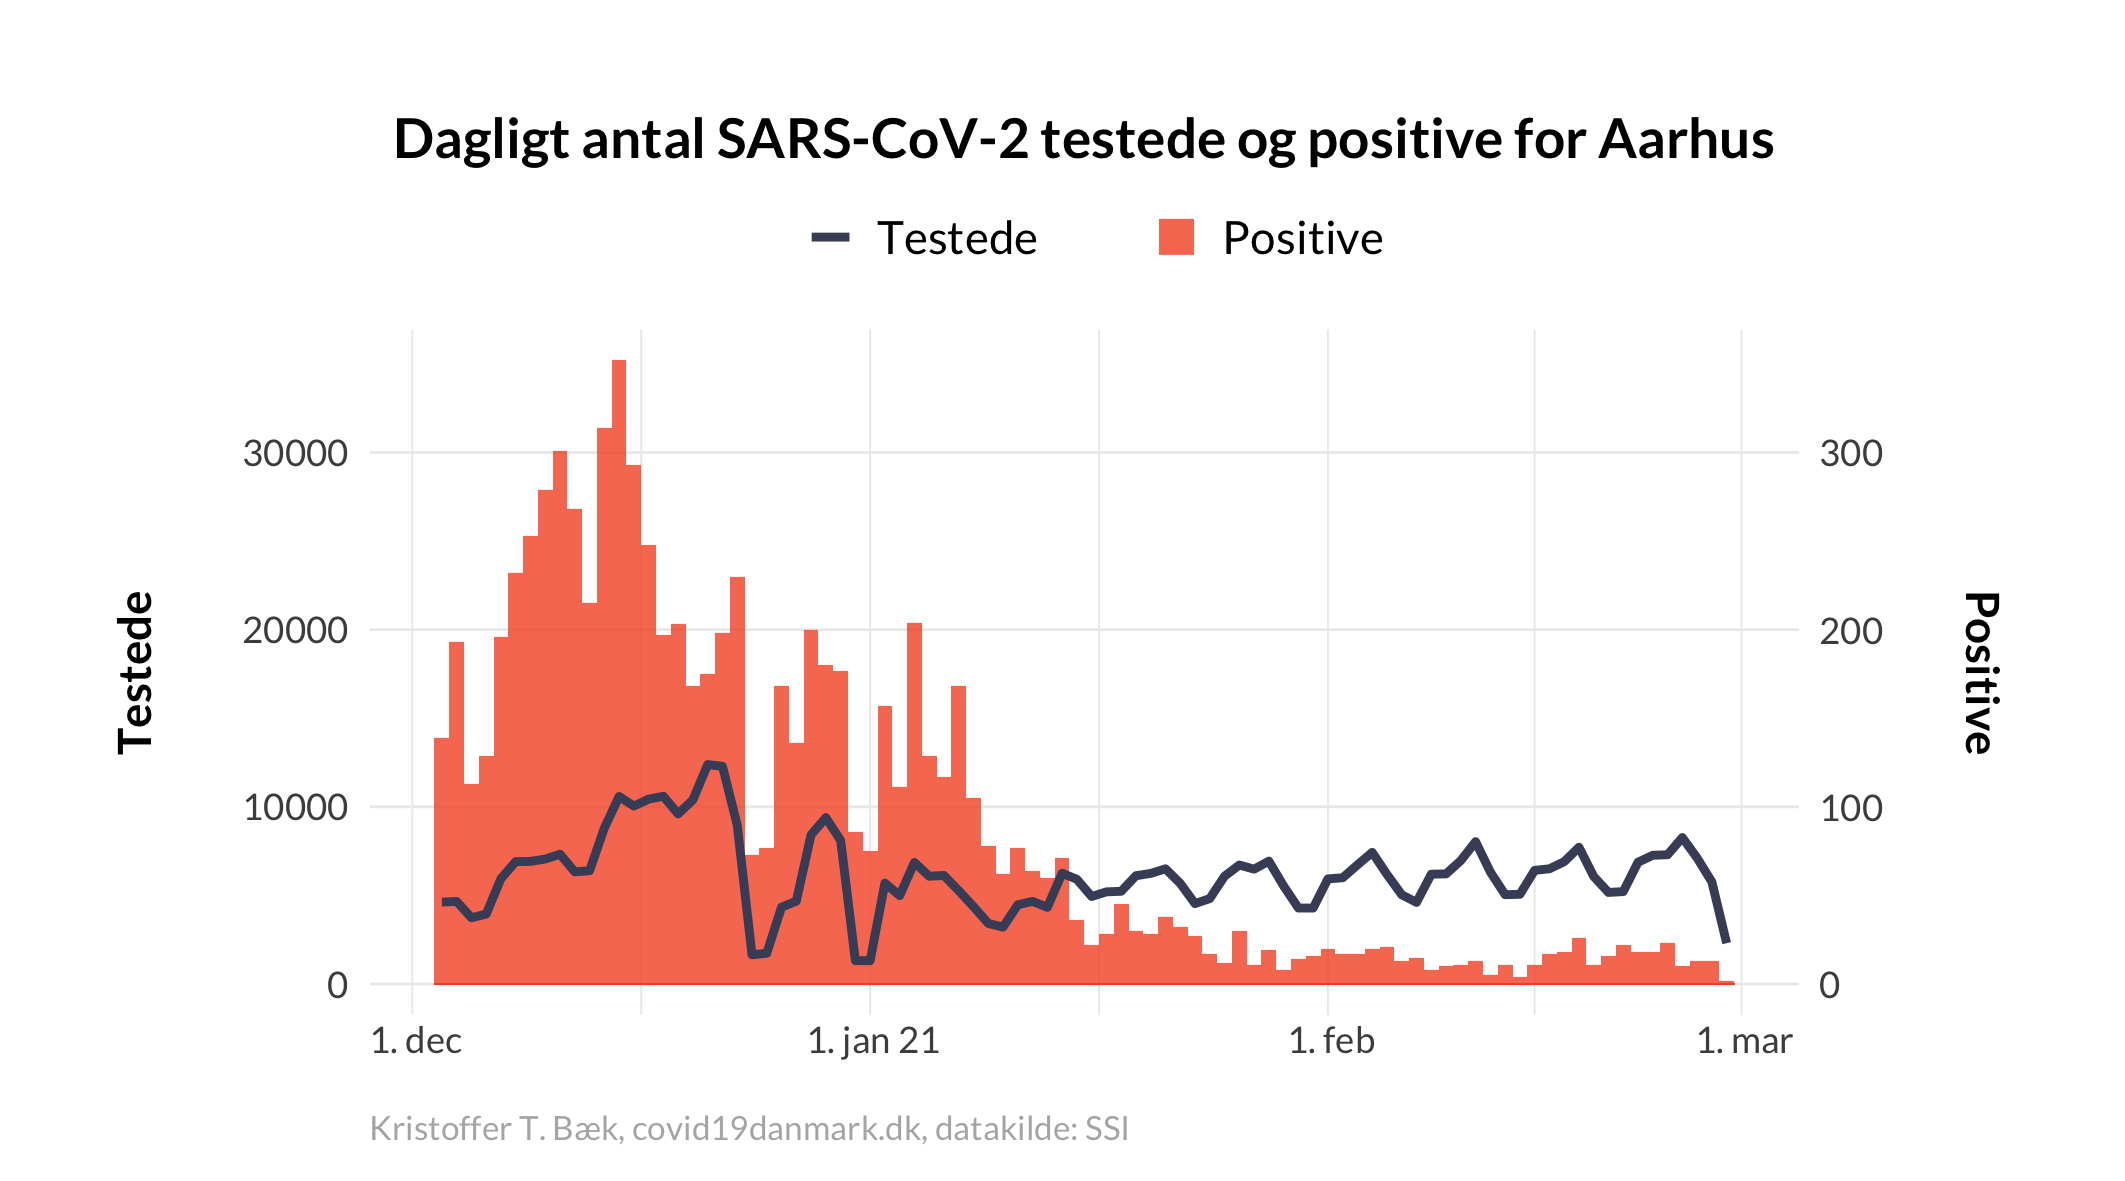 Dagligt antal SARS-CoV-2 testede og positive for Aarhus
Testede
Positive
30000
20000
10000
0
Testede
300
200
100
0
Positive
1. dec
1. jan 21
1. feb
1. mar
Kristoffer T. Bæk, covid19danmark.dk, datakilde: SSI